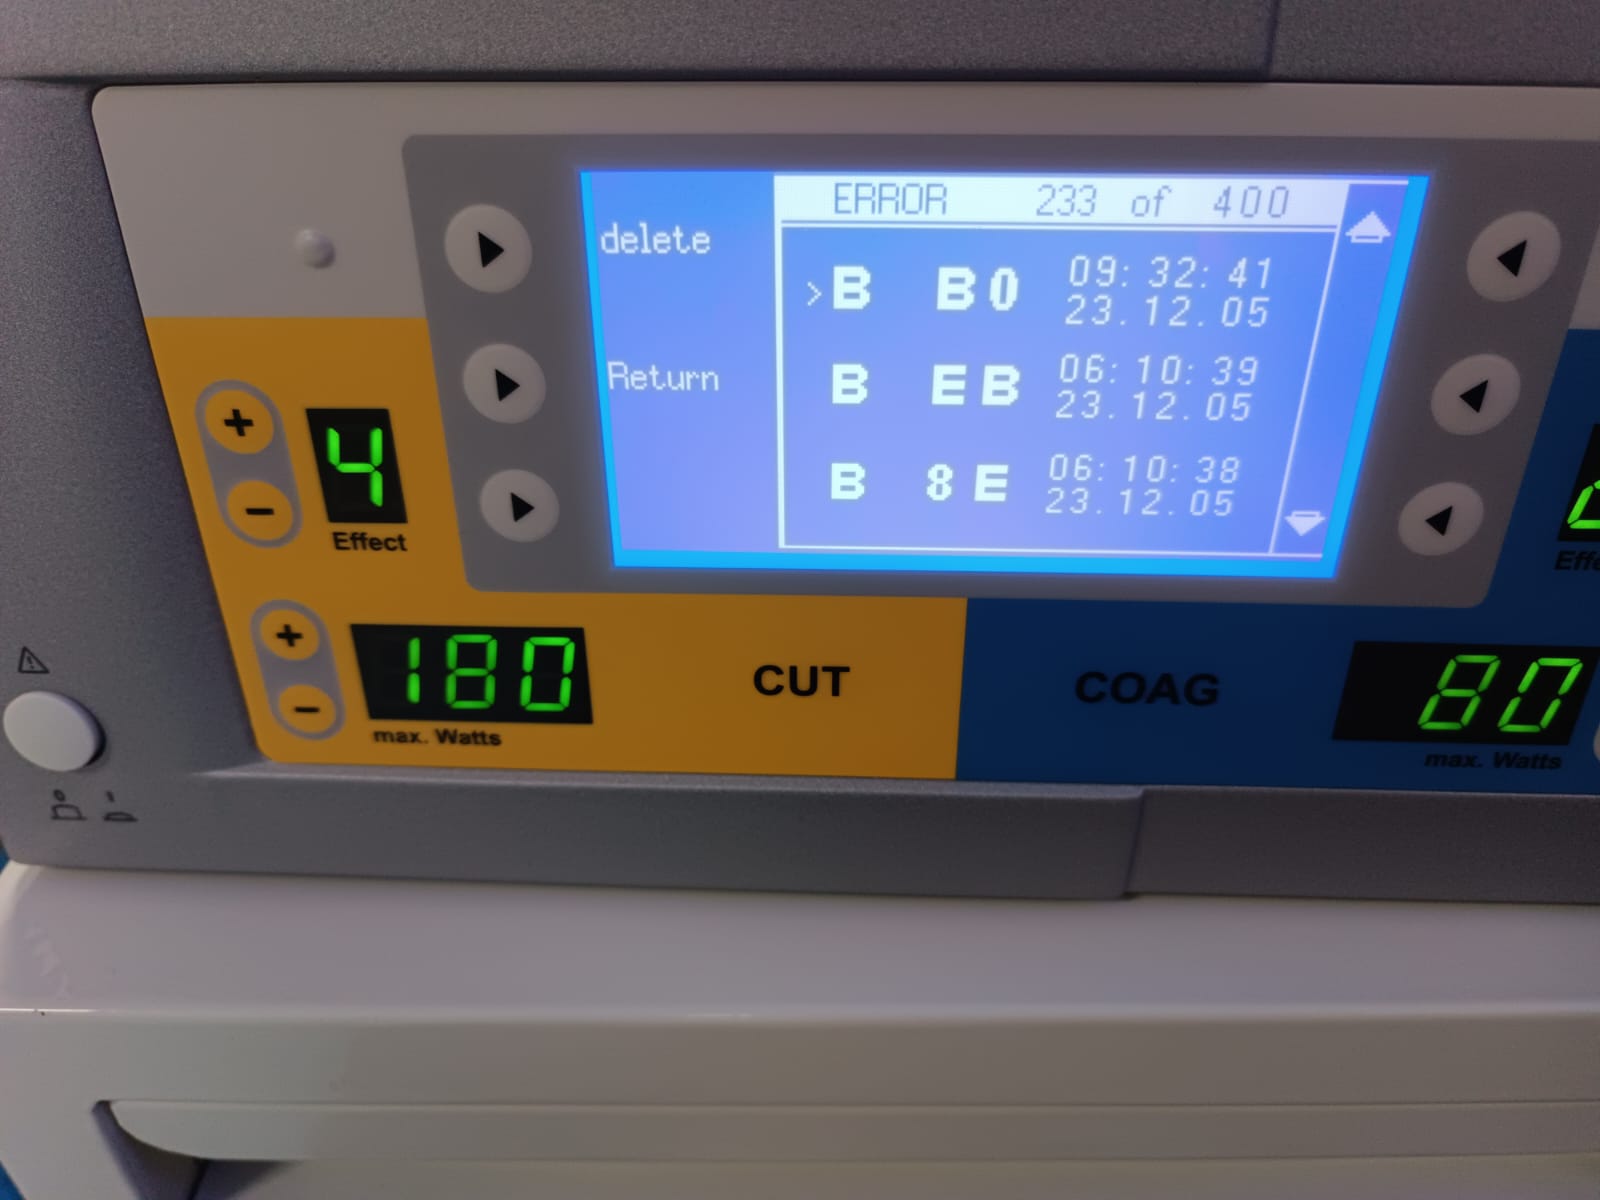 ERROR 233 of 400
delete
>B B0 09:32:41
23.12.05
Return
B EB 06:10:39
23.12.05
B 8E 06:10:38
23.12.05
+
4
-
Effect
+
180
-
max. Watts
CUT
COAG
80
max. Watts